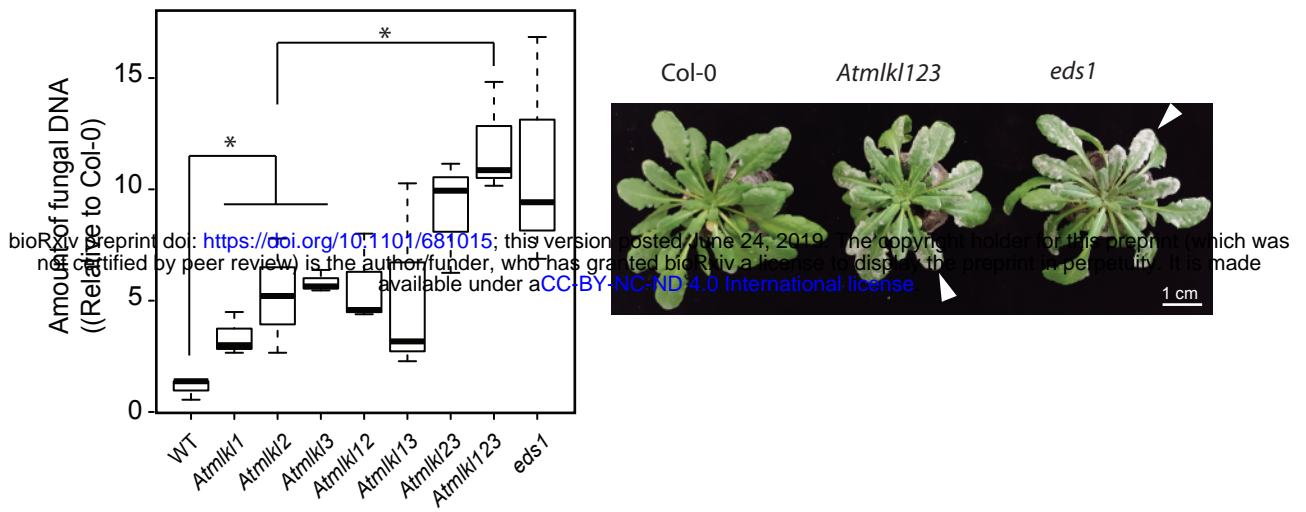 *
15
Amount of fungal DNA
((Relative to Col-0)
*
10
5
0
WT
Atmlkl1
Atmlkl2
Atmlkl3
Atmlkl12
Atmlkl13
Atmlkl23
Atmlkl123
eds1
Col-0
Atmlkl123
eds1
1 cm
bioRxiv preprint doi: https://doi.org/10.1101/681015; this version posted June 24, 2019. The copyright holder for this preprint (which was
not certified by peer review) is the author/funder, who has granted bioRxiv a license to display the preprint in perpetuity. It is made
available under aCC-BY-NC-ND 4.0 International license